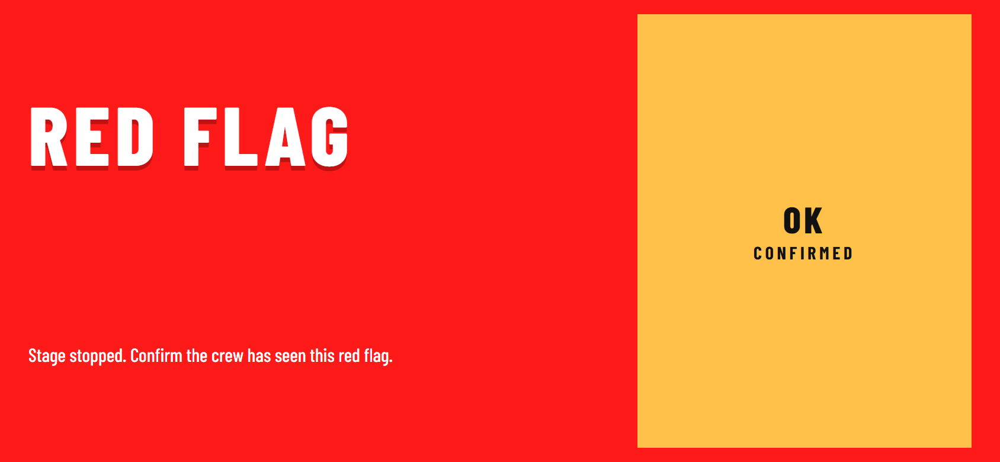 RED FLAG
Stage stopped. Confirm the crew has seen this red flag.
OK
CONFIRMED